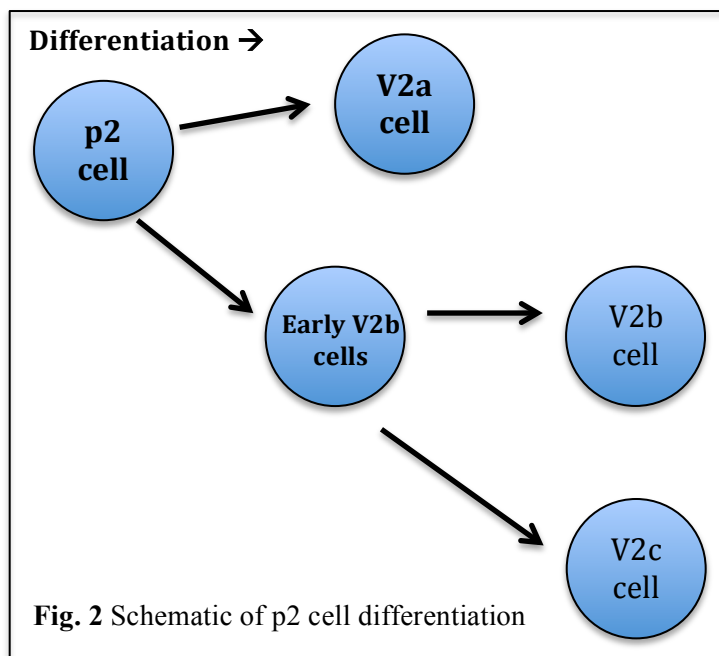 Differentiation →
p2
cell
V2a
cell
Early V2b
cells
V2b
cell
V2c
cell
Fig. 2 Schematic of p2 cell differentiation